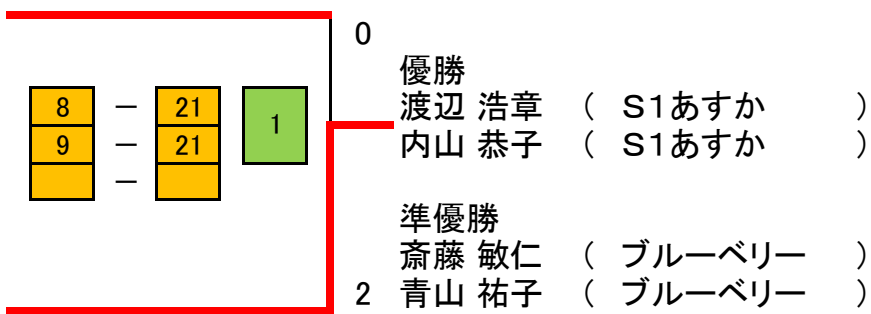 0
優勝
8 － 21 1 渡辺 浩章 （ Ｓ１あすか ）
9 － 21 内山 恭子 （ Ｓ１あすか ）
－
準優勝
斎藤 敏仁 （ ブルーベリー ）
2 青山 祐子 （ ブルーベリー ）